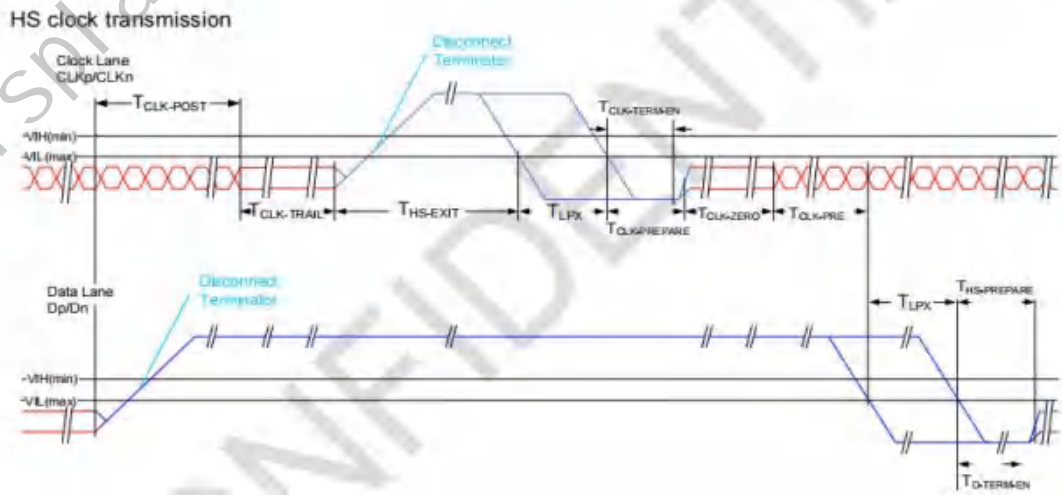 HS clock transmission
Disconnect
Terminator
Clock Lane
CLKp/CLKn
TCLK-POST
TCLK-TERM-EN
VIH(min)
VIL(max)
TCLK-TRAIL
THS-EXIT
TLPX
TCLK-PREPARE
TCLK-ZERO
TCLK-PRE
Disconnect
Terminator
Data Lane
Dp/Dn
TLPX
THS-PREPARE
VIH(min)
VIL(max)
TD-TERM-EN
CONFIDENTI